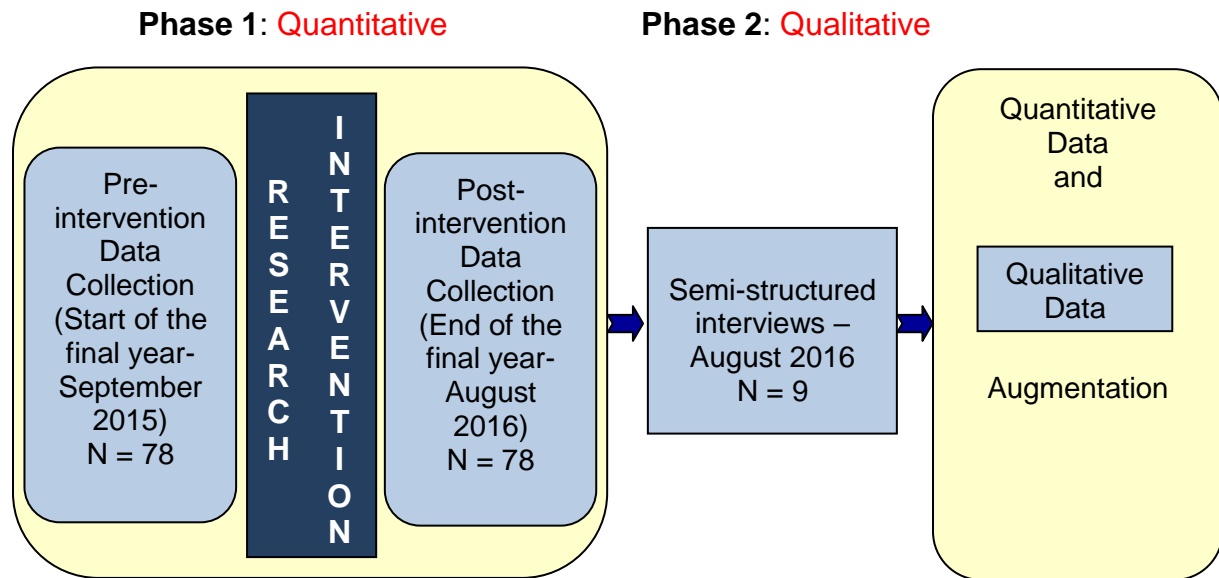 Phase 1: Quantitative
Phase 2: Qualitative
Pre-
intervention
Data
Collection
(Start of the
final year-
September
2015)
N = 78
RESEARCH
INTERVENTION
Post-
intervention
Data
Collection
(End of the
final year-
August
2016)
N = 78
Semi-structured
interviews –
August 2016
N = 9
Quantitative
Data
and
Qualitative
Data
Augmentation